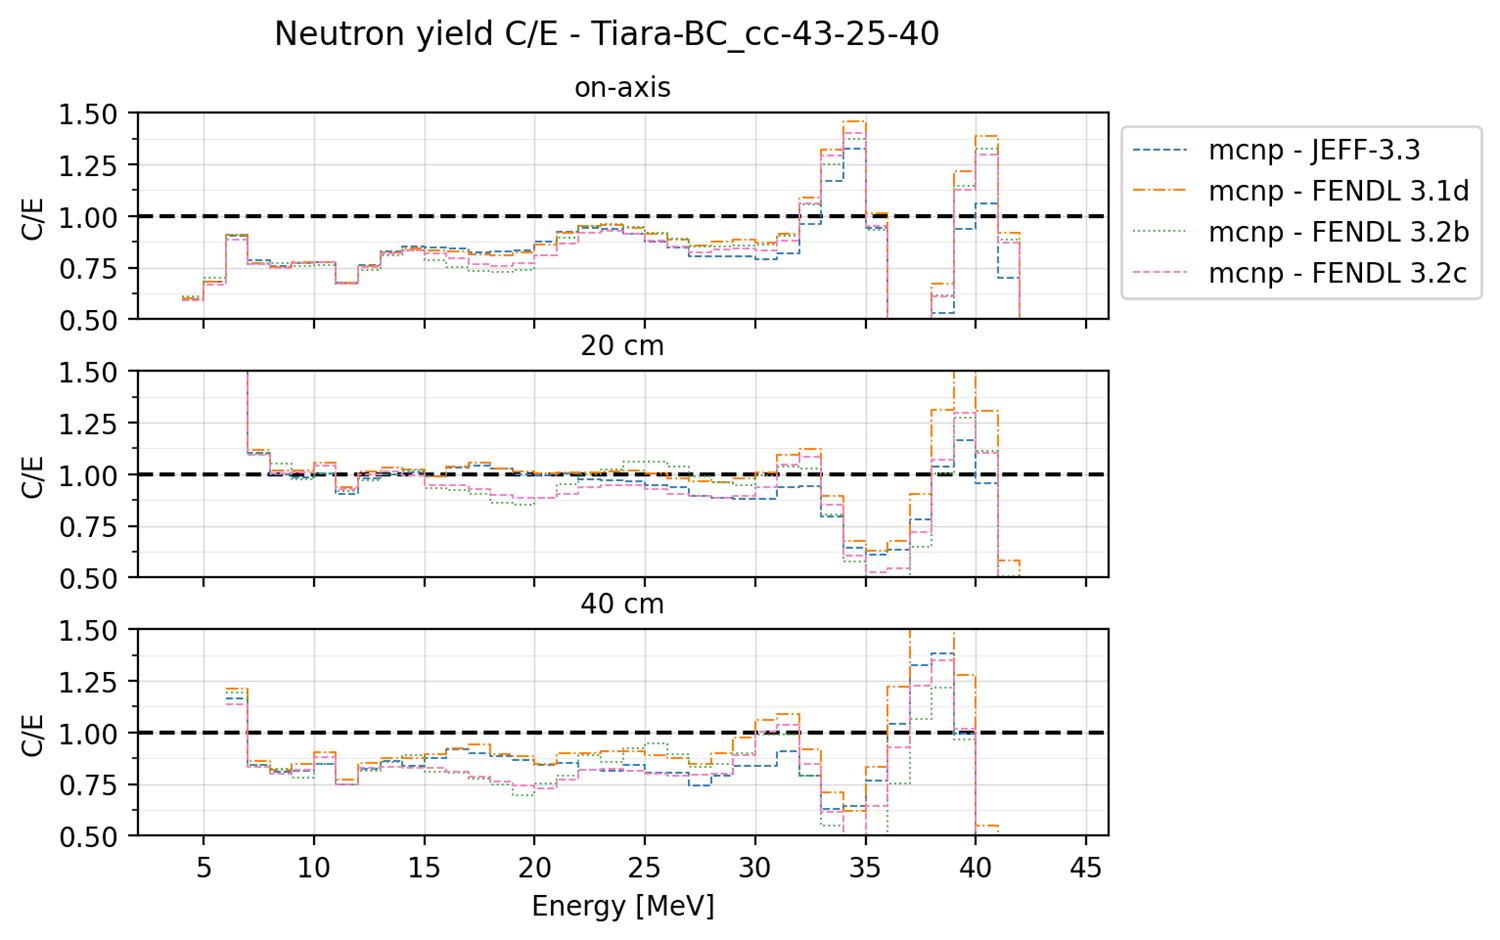 Neutron yield C/E - Tiara-BC_cc-43-25-40
on-axis
1.50
1.25
1.00
0.75
0.50
C/E
mcnp - JEFF-3.3
mcnp - FENDL 3.1d
mcnp - FENDL 3.2b
mcnp - FENDL 3.2c
20 cm
1.50
1.25
1.00
0.75
0.50
C/E
40 cm
1.50
1.25
1.00
0.75
0.50
C/E
5 10 15 20 25 30 35 40 45
Energy [MeV]